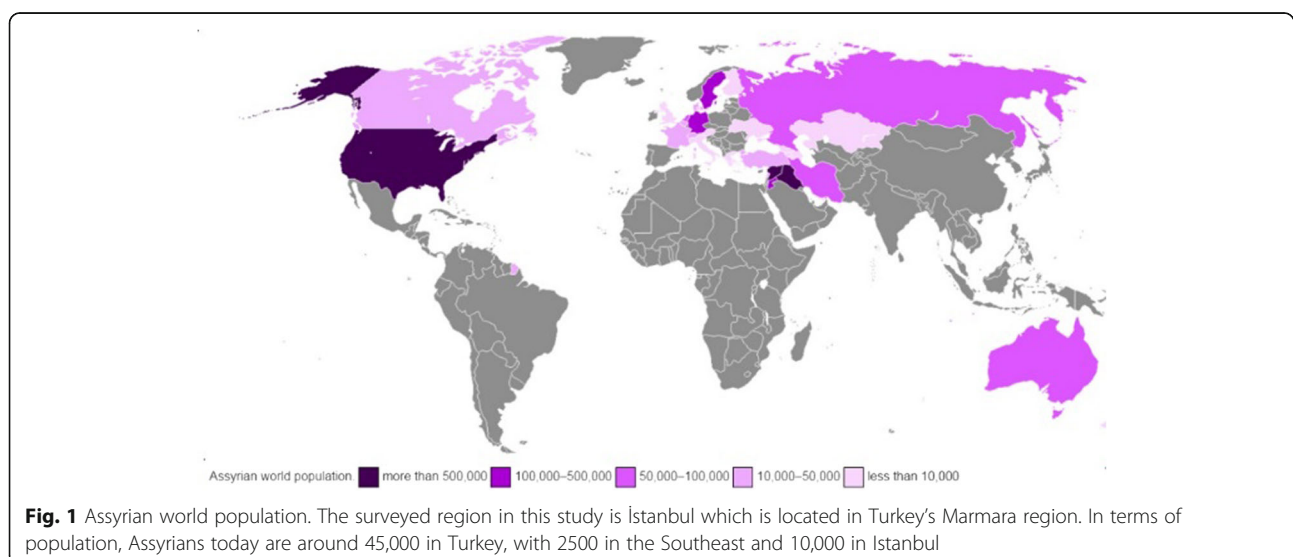 Assyrian world population. more than 500,000 100,000–500,000 50,000–100,000 10,000–50,000 less than 10,000
Fig. 1 Assyrian world population. The surveyed region in this study is İstanbul which is located in Turkey's Marmara region. In terms of
population, Assyrians today are around 45,000 in Turkey, with 2500 in the Southeast and 10,000 in Istanbul